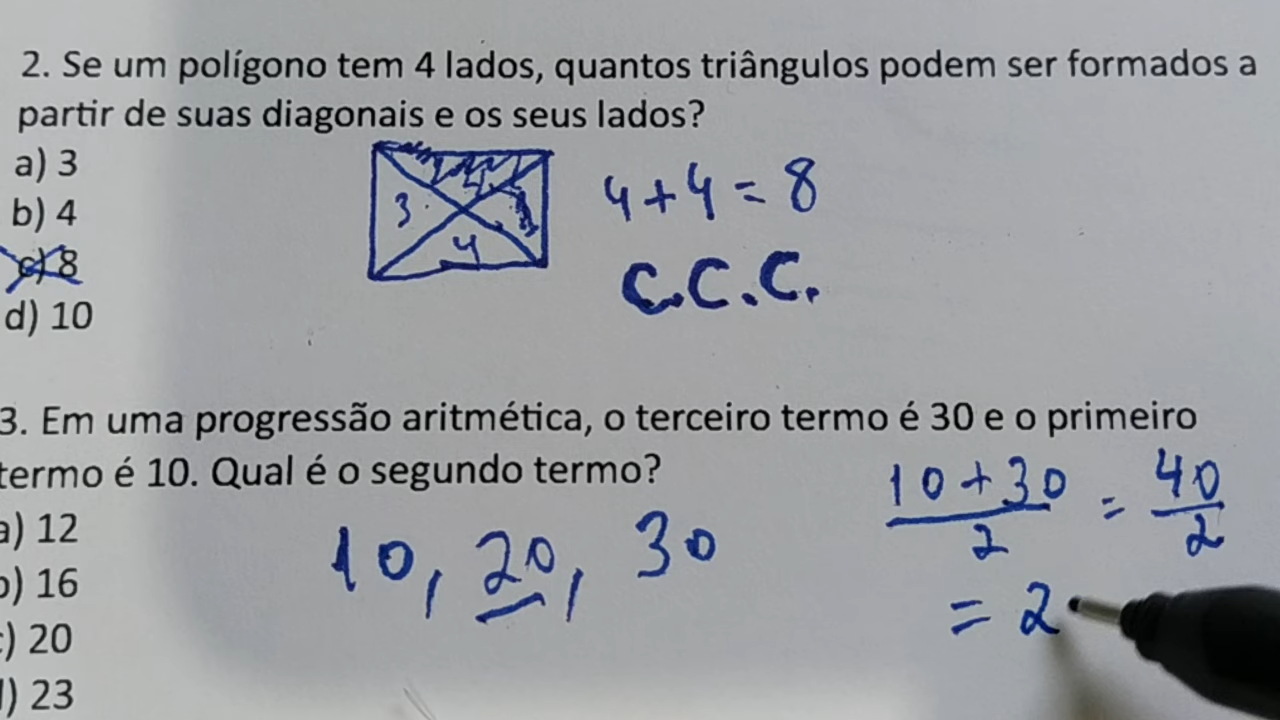 2. Se um polígono tem 4 lados, quantos triângulos podem ser formados a
partir de suas diagonais e os seus lados?
a) 3
b) 4
c) 8
d) 10
3 4
4 + 4 = 8
C.C.C.
3. Em uma progressão aritmética, o terceiro termo é 30 e o primeiro
termo é 10. Qual é o segundo termo?
a) 12
b) 16
c) 20
d) 23
10, 20, 30
10 + 30 = 40
2 2
= 2